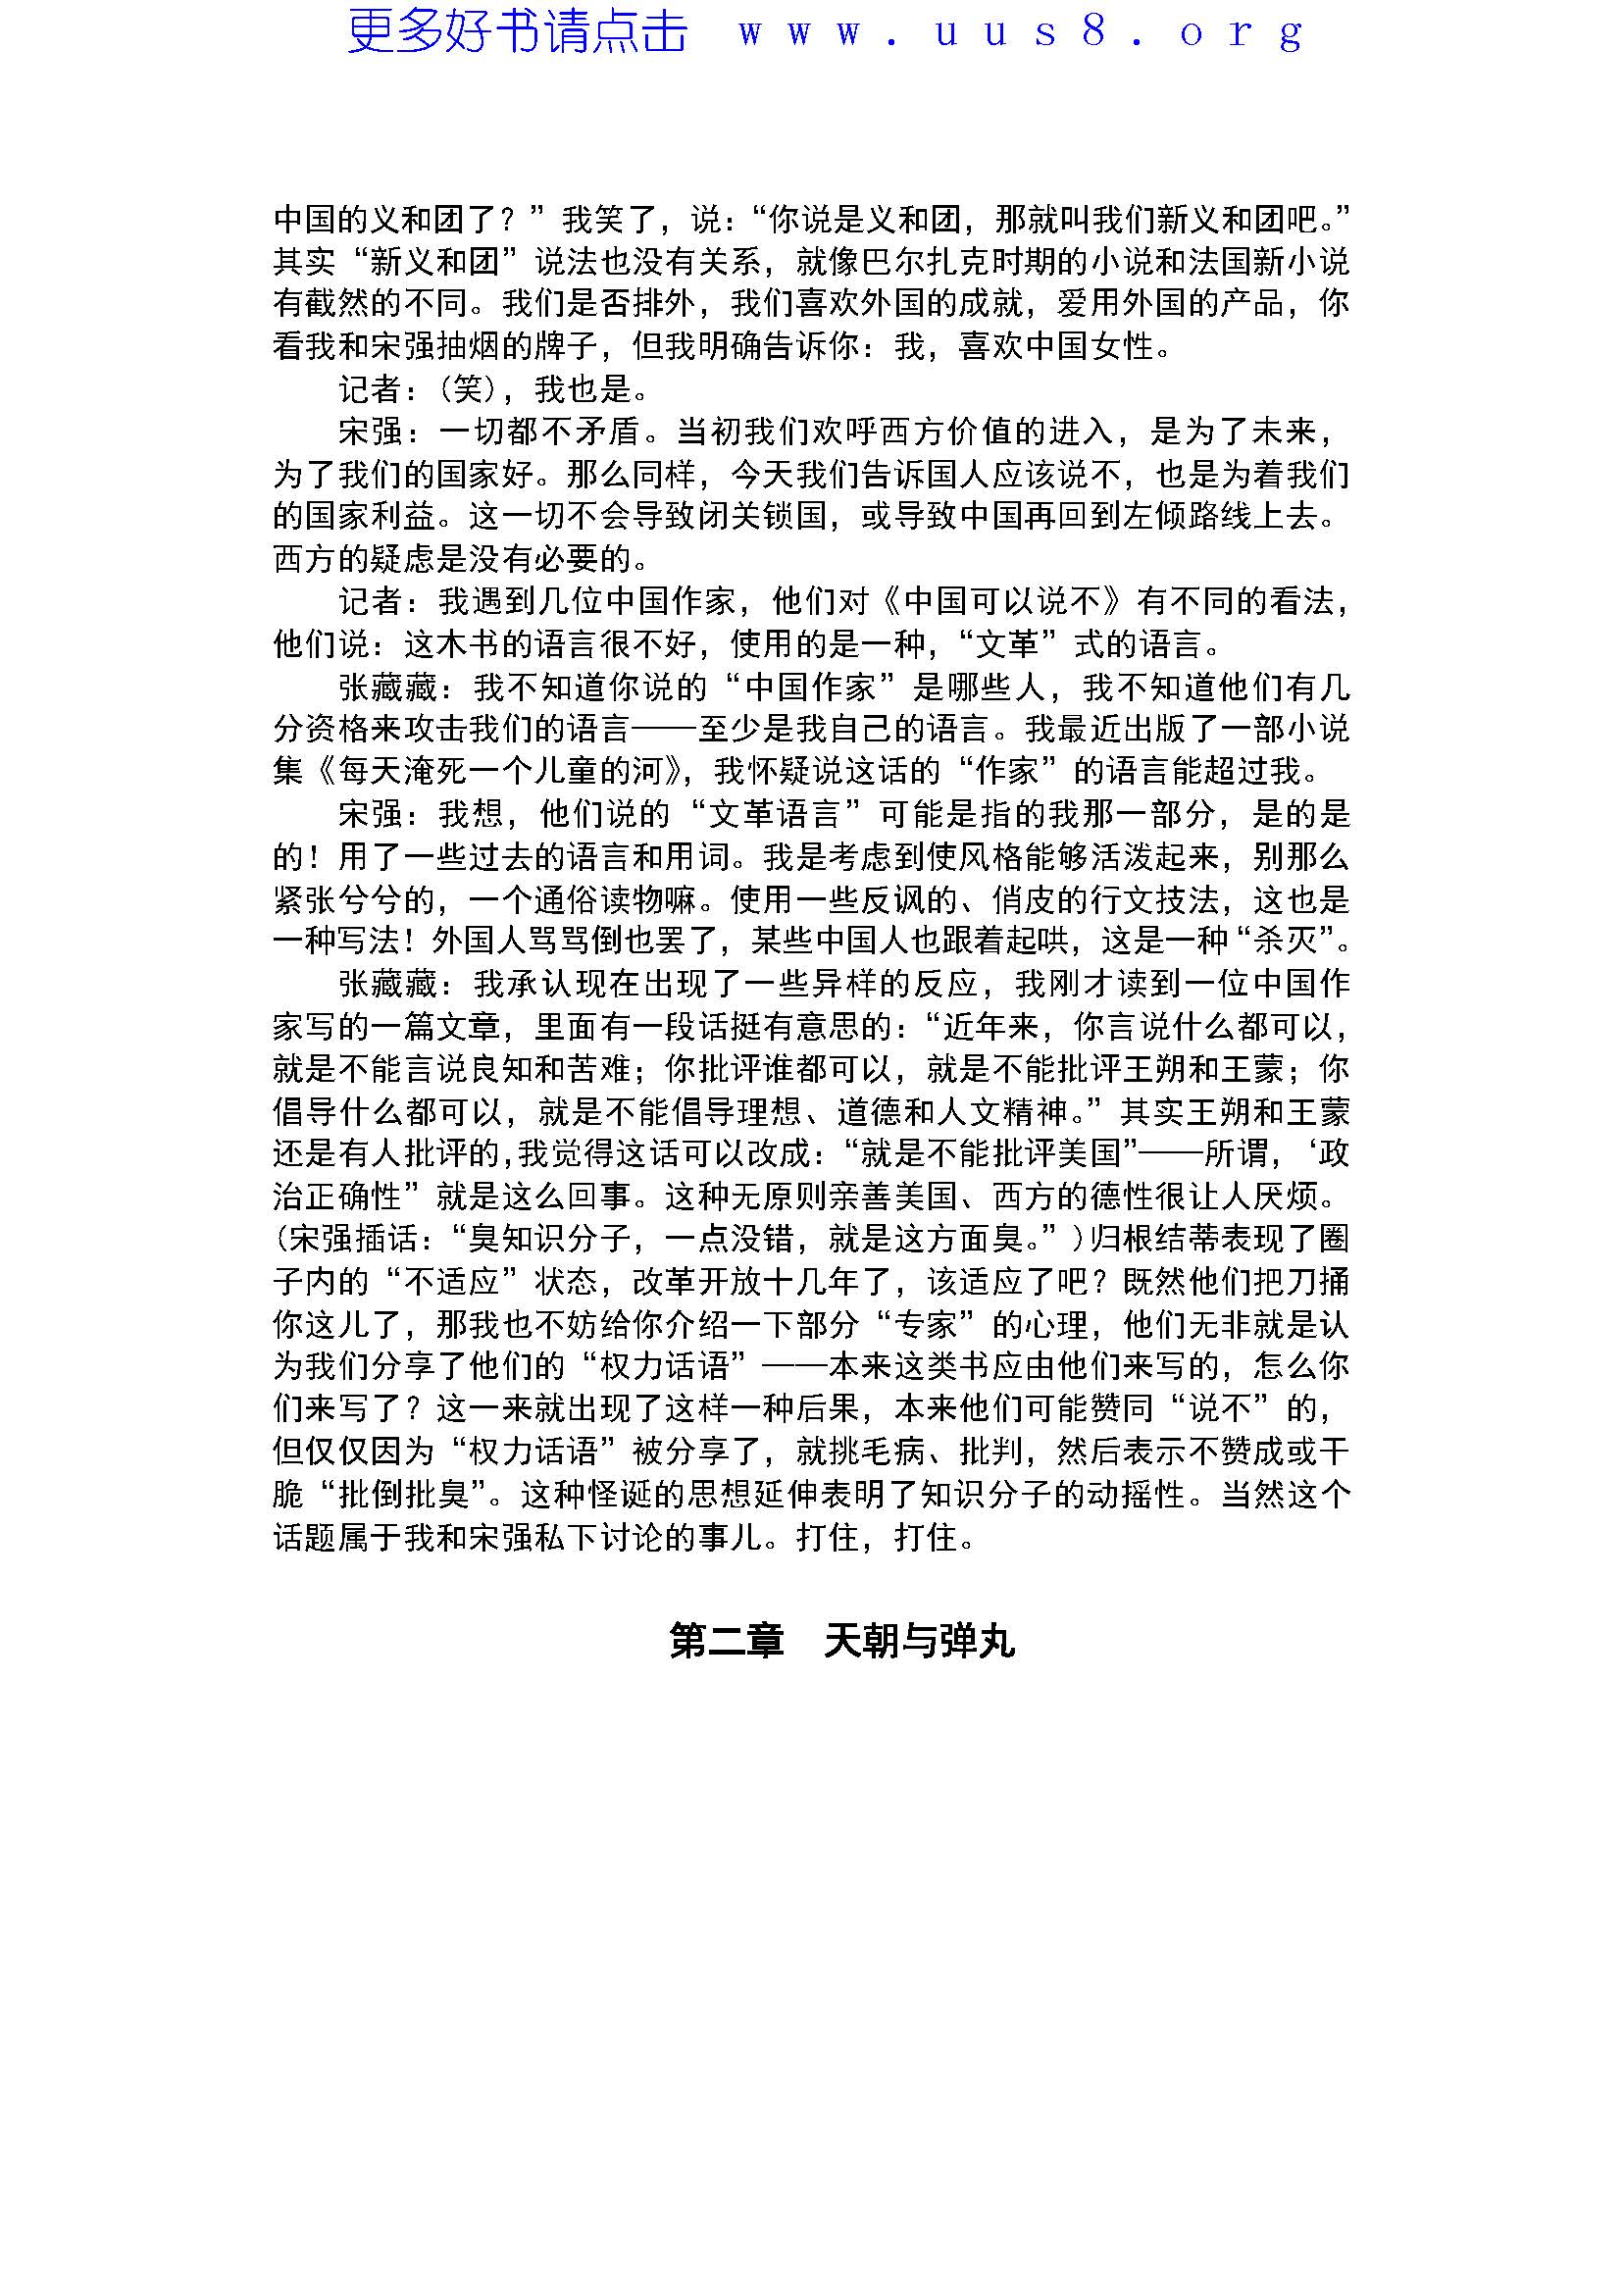 更多好书请点击 www.uus8.org
中国的义和团了？”我笑了，说：“你说是义和团，那就叫我们新义和团吧。”
其实“新义和团”说法也没有关系，就像巴尔扎克时期的小说和法国新小说
有截然的不同。我们是否排外，我们喜欢外国的成就，爱用外国的产品，你
看我和宋强抽烟的牌子，但我明确告诉你：我，喜欢中国女性。
记者：（笑），我也是。
宋强：一切都不矛盾。当初我们欢呼西方价值的进入，是为了未来，
为了我们的国家好。那么同样，今天我们告诉国人应该说不，也是为着我们
的国家利益。这一切不会导致闭关锁国，或导致中国再回到左倾路线上去。
西方的疑虑是没有必要的。
记者：我遇到几位中国作家，他们对《中国可以说不》有不同的看法，
他们说：这木书的语言很不好，使用的是一种，“文革”式的语言。
张藏藏：我不知道你说的“中国作家”是哪些人，我不知道他们有几
分资格来攻击我们的语言——至少是我自己的语言。我最近出版了一部小说
集《每天淹死一个儿童的河》，我怀疑说这话的“作家”的语言能超过我。
宋强：我想，他们说的“文革语言”可能是指的我那一部分，是的是
的！用了一些过去的语言和用词。我是考虑到使风格能够活泼起来，别那么
紧张兮兮的，一个通俗读物嘛。使用一些反讽的、俏皮的行文技法，这也是
一种写法！外国人骂骂倒也罢了，某些中国人也跟着起哄，这是一种“杀灭”。
张藏藏：我承认现在出现了一些异样的反应，我刚才读到一位中国作
家写的一篇文章，里面有一段话挺有意思的：“近年来，你言说什么都可以，
就是不能言说良知和苦难；你批评谁都可以，就是不能批评王朔和王蒙；你
倡导什么都可以，就是不能倡导理想、道德和人文精神。”其实王朔和王蒙
还是有人批评的,我觉得这话可以改成：“就是不能批评美国”——所谓，‘政
治正确性”就是这么回事。这种无原则亲善美国、西方的德性很让人厌烦。
（宋强插话：“臭知识分子，一点没错，就是这方面臭。”）归根结蒂表现了圈
子内的“不适应”状态，改革开放十几年了，该适应了吧？既然他们把刀捅
你这儿了，那我也不妨给你介绍一下部分“专家”的心理，他们无非就是认
为我们分享了他们的“权力话语”——本来这类书应由他们来写的，怎么你
们来写了？这一来就出现了这样一种后果，本来他们可能赞同“说不”的，
但仅仅因为“权力话语”被分享了，就挑毛病、批判，然后表示不赞成或干
脆“批倒批臭”。这种怪诞的思想延伸表明了知识分子的动摇性。当然这个
话题属于我和宋强私下讨论的事儿。打住，打住。
第二章　天朝与弹丸